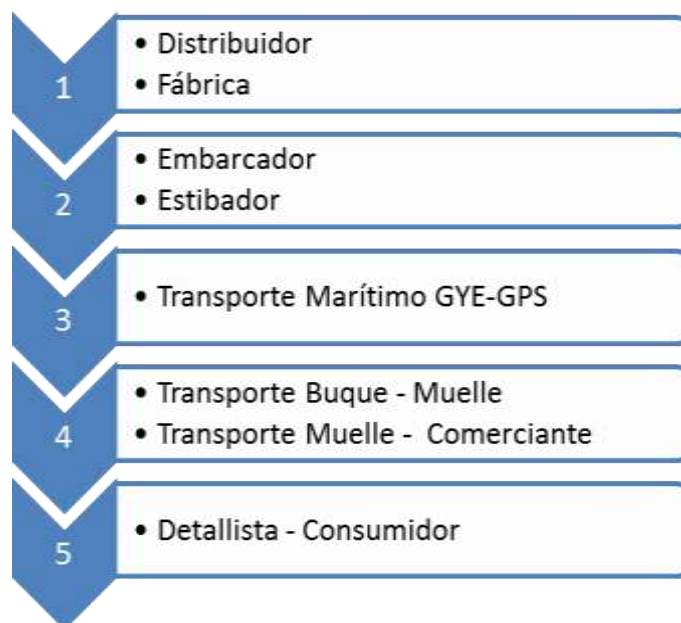 1
• Distribuidor
• Fábrica
2
• Embarcador
• Estibador
3
• Transporte Marítimo GYE-GPS
4
• Transporte Buque - Muelle
• Transporte Muelle - Comerciante
5
• Detallista - Consumidor